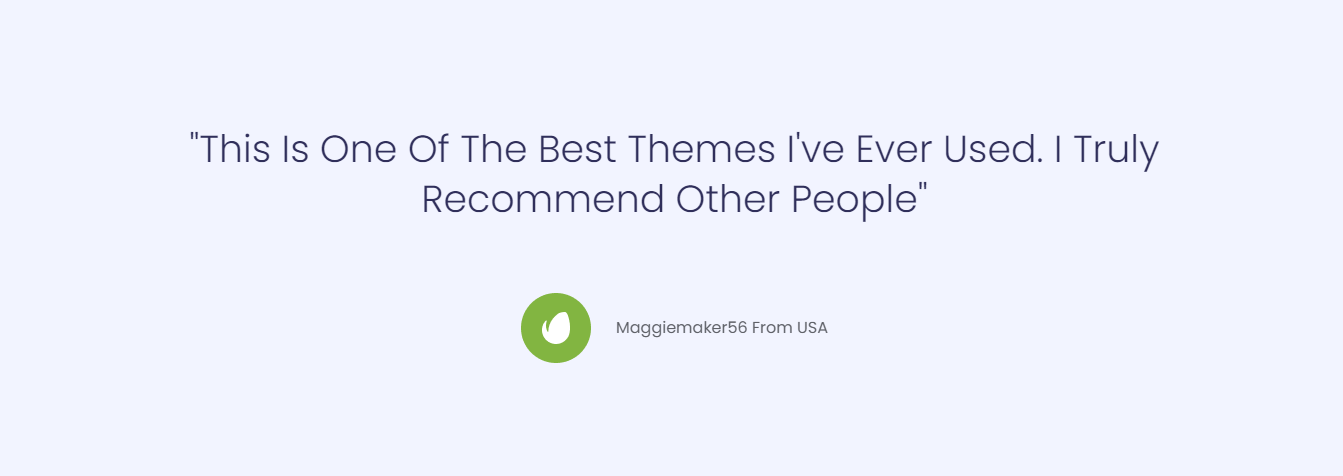 "This Is One Of The Best Themes I've Ever Used. I Truly
Recommend Other People"
Maggiemaker56 From USA